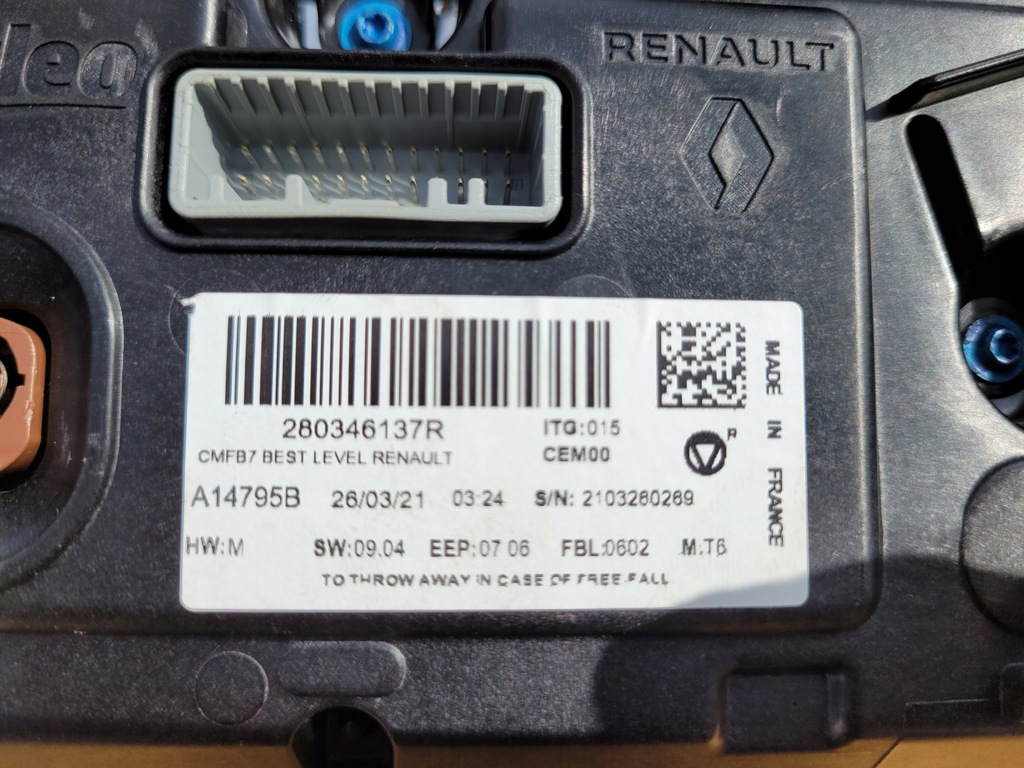 leo
RENAULT
280346137R
ITG:015
CMFB7 BEST LEVEL RENAULT
CEM00
R
A14795B 26/03/21 03:24 S/N: 2103260269
HW:M SW:09.04 EEP:07 06 FBL:0602 M:T6
TO THROW AWAY IN CASE OF FREE-FALL
MADE IN FRANCE